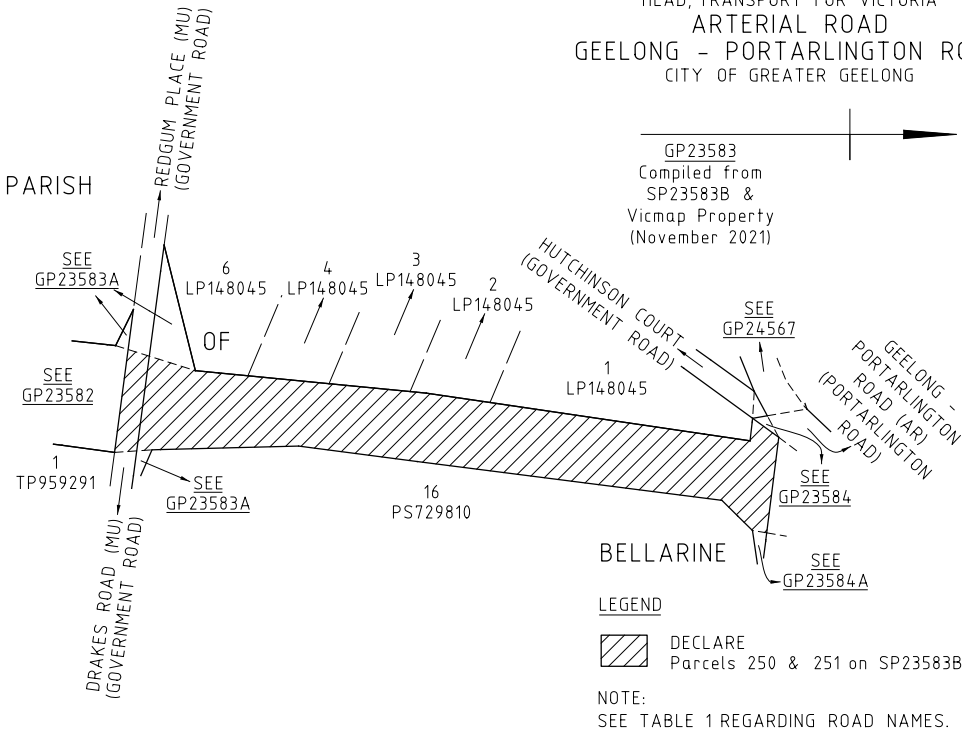 HEAD, TRANSPORT FOR VICTORIA
ARTERIAL ROAD
GEELONG - PORTARLINGTON RO
CITY OF GREATER GEELONG
GP23583
Compiled from
SP23583B &
Vicmap Property
(November 2021)
REDGUM PLACE (MU)
(GOVERNMENT ROAD)
PARISH
SEE
GP23583A
6
LP148045
4
LP148045
3
LP148045
2
LP148045
OF
HUTCHINSON COURT
(GOVERNMENT ROAD)
SEE
GP24567
GEELONG -
PORTARLINGTON
ROAD (AR)
(PORTARLINGTON
ROAD)
1
LP148045
SEE
GP23582
1
TP959291
SEE
GP23583A
16
PS729810
SEE
GP23584
DRAKES ROAD (MU)
(GOVERNMENT ROAD)
BELLARINE
SEE
GP23584A
LEGEND
DECLARE
Parcels 250 & 251 on SP23583B
NOTE:
SEE TABLE 1 REGARDING ROAD NAMES.